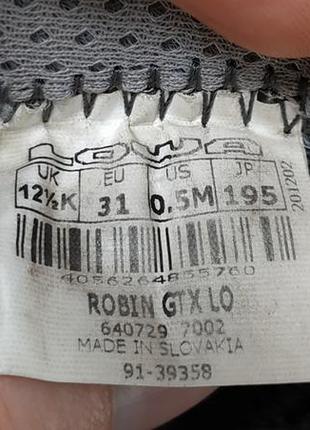 LOWA
UK EU US JP
12½K 31 0,5M 195
201202
4056264855760
ROBIN GTX LO
640729 7002
MADE IN SLOVAKIA
91-39358